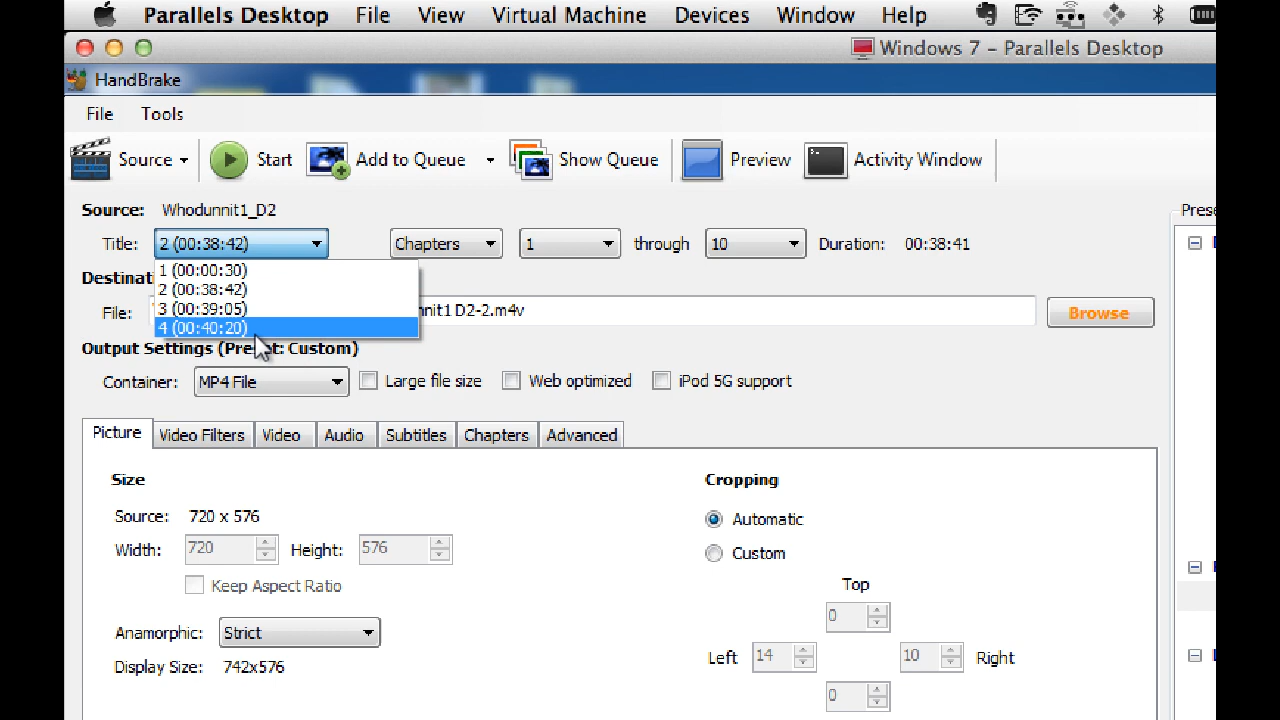 Parallels Desktop File View Virtual Machine Devices Window Help
Windows 7 - Parallels Desktop
HandBrake
File Tools
Source Start Add to Queue Show Queue Preview Activity Window
Source: Whodunnit1_D2
Title: 2 (00:38:42) Chapters 1 through 10 Duration: 00:38:41
1 (00:00:30)
2 (00:38:42)
3 (00:39:05)
4 (00:40:20)
File: D2-2.m4v Browse
Output Settings Custom)
Container: MP4 File Large file size Web optimized iPod 5G support
Picture Video Filters Video Audio Subtitles Chapters Advanced
Size Cropping
Source: 720 x 576 Automatic
Width: 720 Height: 576 Custom
Keep Aspect Ratio
Top
0
Anamorphic: Strict
Left 14 10 Right
Display Size: 742x576
0